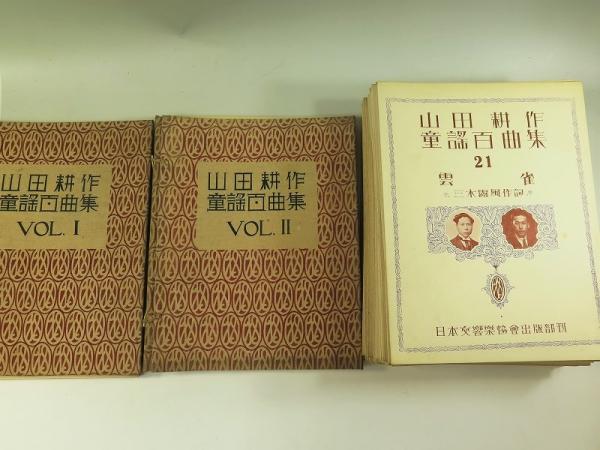 山田耕作
童謡百曲集
VOL. I
山田耕作
童謡百曲集
VOL. II
山田耕作
童謡百曲集
21
雲雀
三木露風作詞
日本交響樂協會出版部刊